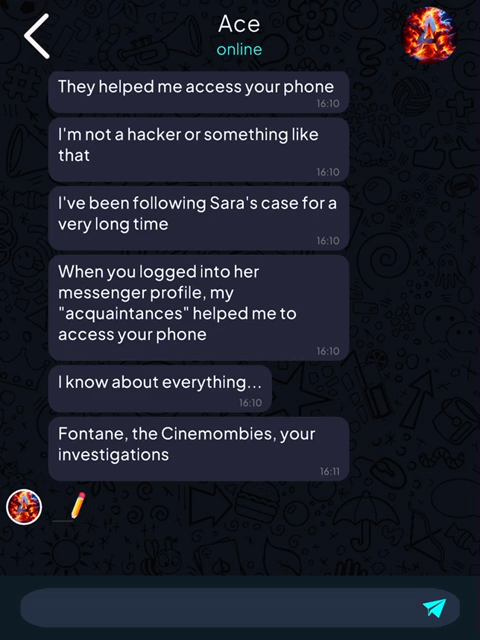 Ace
online
They helped me access your phone
16:10
I'm not a hacker or something like
that
16:10
I've been following Sara's case for a
very long time
16:10
When you logged into her
messenger profile, my
"acquaintances" helped me to
access your phone
16:10
I know about everything...
16:10
Fontane, the Cinemombies, your
investigations
16:11